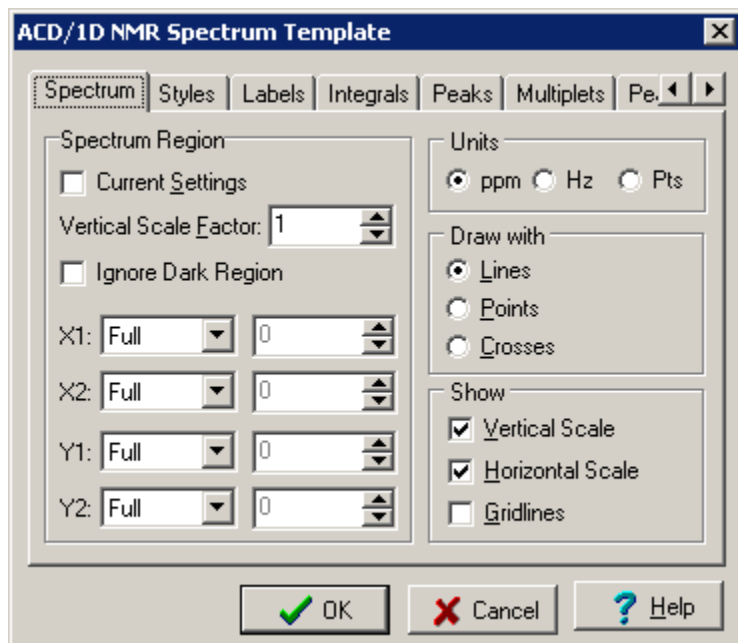 ACD/1D NMR Spectrum Template
Spectrum Styles Labels Integrals Peaks Multiplets Pe
Spectrum Region
Current Settings
Vertical Scale Factor: 1
Ignore Dark Region
X1: Full 0
X2: Full 0
Y1: Full 0
Y2: Full 0
Units
ppm Hz Pts
Draw with
Lines
Points
Crosses
Show
Vertical Scale
Horizontal Scale
Gridlines
OK Cancel Help